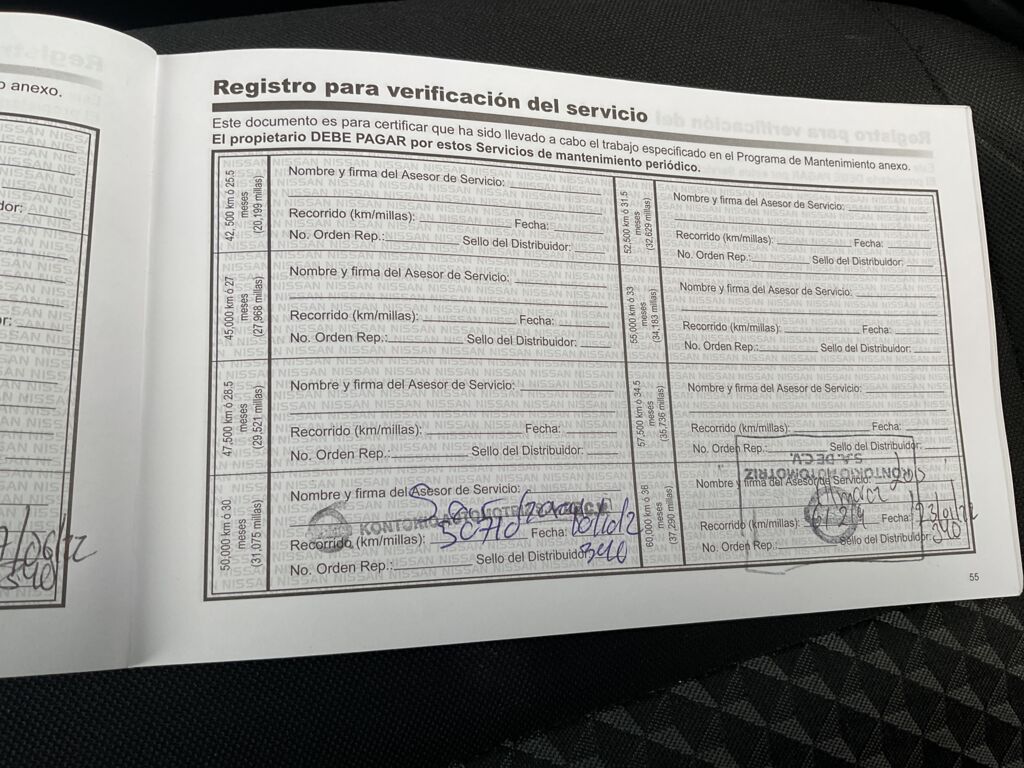 o anexo.
Registro para verificación del servicio
Este documento es para certificar que ha sido llevado a cabo el trabajo especificado en el Programa de Mantenimiento anexo.
El propietario DEBE PAGAR por estos Servicios de mantenimiento periódico.
42,500 km ó 25.5
meses
(20,199 millas)
Nombre y firma del Asesor de Servicio:
Recorrido (km/millas): Fecha:
No. Orden Rep.: Sello del Distribuidor:
45,000 km ó 27
meses
(27,968 millas)
Nombre y firma del Asesor de Servicio:
Recorrido (km/millas): Fecha:
No. Orden Rep.: Sello del Distribuidor:
47,500 km ó 28.5
meses
(29,521 millas)
Nombre y firma del Asesor de Servicio:
Recorrido (km/millas): Fecha:
No. Orden Rep.: Sello del Distribuidor:
50,000 km ó 30
meses
(31,075 millas)
Nombre y firma del Asesor de Servicio:
KONTORIO AUTOMOTRIZ
Recorrido (km/millas): 50710 Fecha:
No. Orden Rep.: Sello del Distribuidor: 340
52,500 km ó 31.5
meses
(32,629 millas)
Nombre y firma del Asesor de Servicio:
Recorrido (km/millas): Fecha:
No. Orden Rep.: Sello del Distribuidor:
55,000 km ó 33
meses
(34,183 millas)
Nombre y firma del Asesor de Servicio:
Recorrido (km/millas): Fecha:
No. Orden Rep.: Sello del Distribuidor:
57,500 km ó 34.5
meses
(35,736 millas)
Nombre y firma del Asesor de Servicio:
Recorrido (km/millas): Fecha:
No. Orden Rep.: Sello del Distribuidor:
60,000 km ó 36
meses
(37,290 millas)
KONTORIO AUTOMOTRIZ
S.A. DE C.V.
Nombre y firma del Asesor de Servicio:
Recorrido (km/millas): Fecha:
No. Orden Rep.: Sello del Distribuidor: 340
55